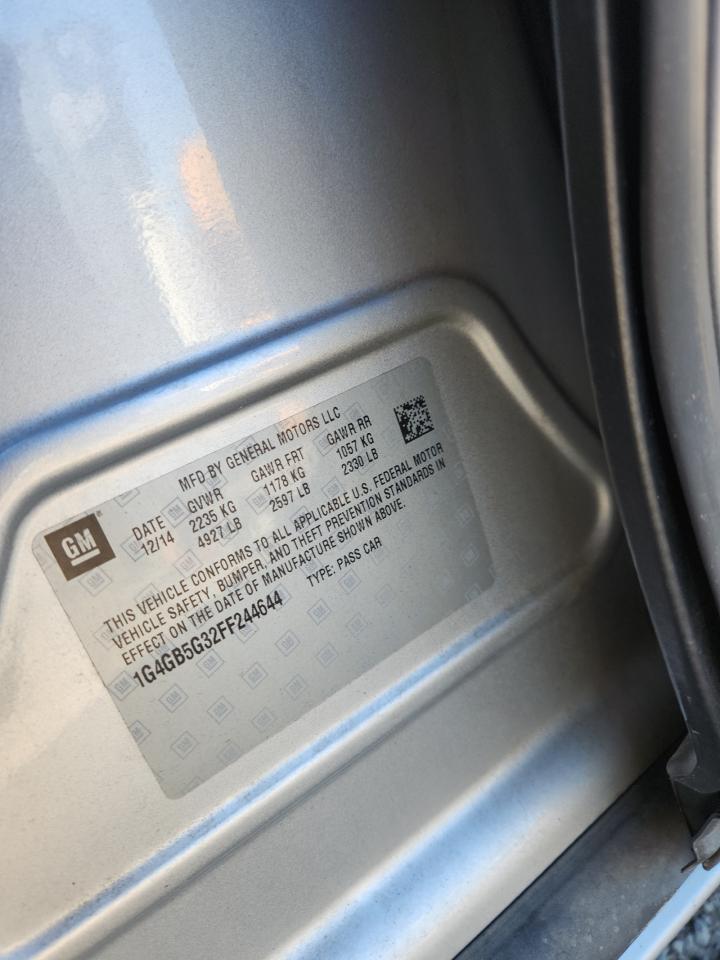 GM
MFD BY GENERAL MOTORS LLC
DATE GVWR GAWR FRT GAWR RR
12/14 2235 KG 1178 KG 1057 KG
4927 LB 2597 LB 2330 LB
THIS VEHICLE CONFORMS TO ALL APPLICABLE U.S. FEDERAL MOTOR
VEHICLE SAFETY, BUMPER, AND THEFT PREVENTION STANDARDS IN
EFFECT ON THE DATE OF MANUFACTURE SHOWN ABOVE.
1G4GB5G32FF244644 TYPE: PASS CAR